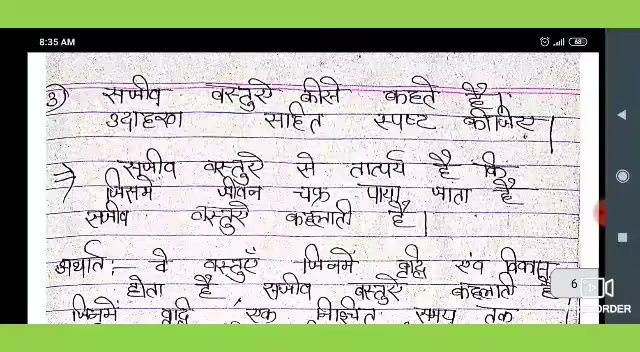 8:35 AM
68
3) सजीव वस्तुऐ कीसे कहते है।
उदाहरण सहित स्पष्ट कीजिए।
⇒ सजीव वस्तुऐ से तात्पर्य है कि
जिसमें जीवन चक्र पाया जाता है
सजीव वस्तुऐ कहलाती है।
अर्थात:— वे वस्तुएँ जिनमें वृद्धि एंव विकास
होता है सजीव वस्तुऐ कहलाती है
जिनमें वृद्धि एक निश्चित समय तक
6
RECORDER